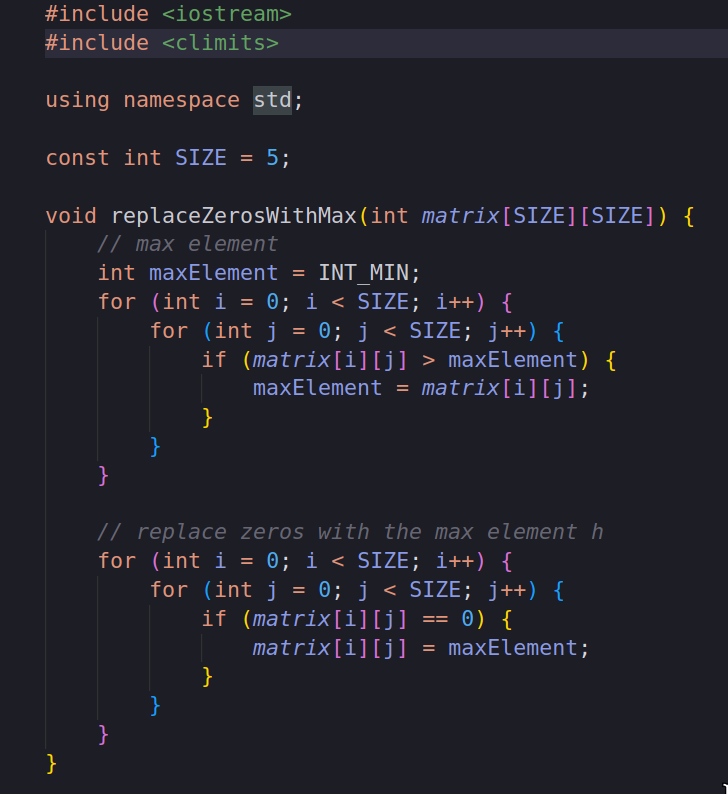 #include <iostream>
#include <climits>
using namespace std;
const int SIZE = 5;
void replaceZerosWithMax(int matrix[SIZE][SIZE]) {
// max element
int maxElement = INT_MIN;
for (int i = 0; i < SIZE; i++) {
for (int j = 0; j < SIZE; j++) {
if (matrix[i][j] > maxElement) {
maxElement = matrix[i][j];
}
}
}
// replace zeros with the max element h
for (int i = 0; i < SIZE; i++) {
for (int j = 0; j < SIZE; j++) {
if (matrix[i][j] == 0) {
matrix[i][j] = maxElement;
}
}
}
}